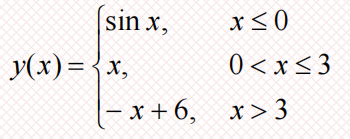 sin x, x ≤ 0
y(x) = { x, 0 < x ≤ 3
− x + 6, x > 3